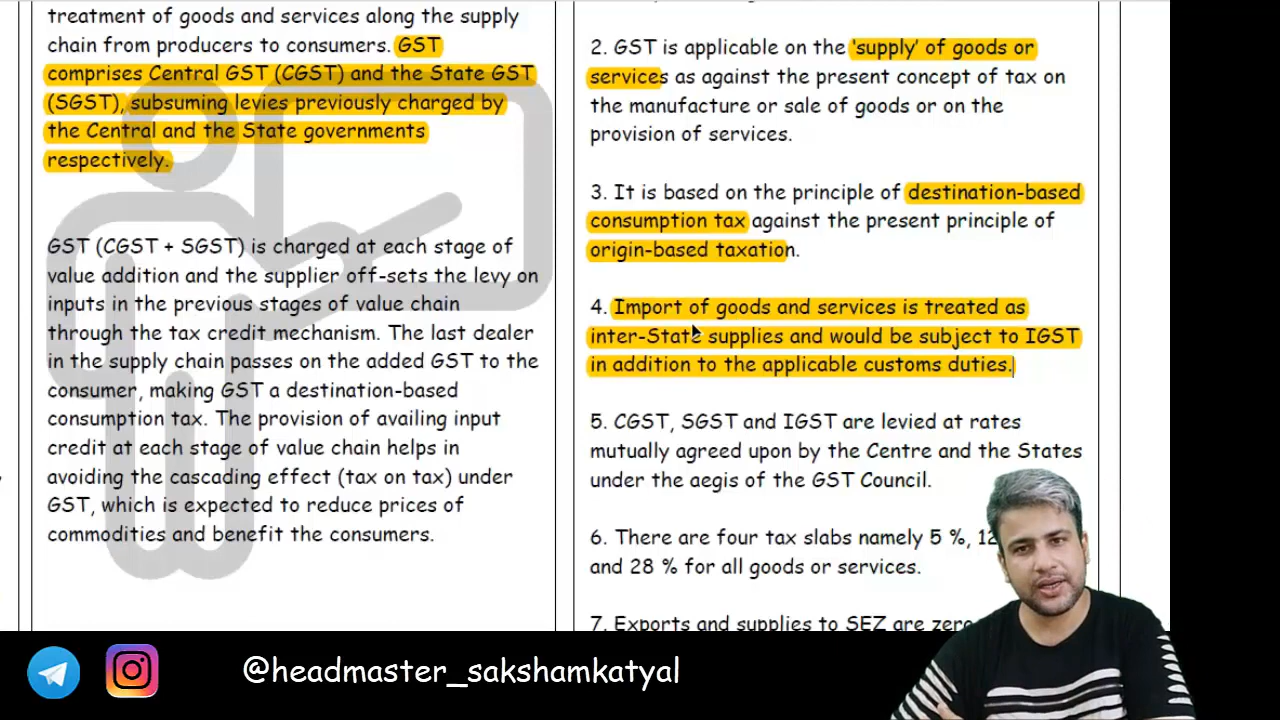 treatment of goods and services along the supply
chain from producers to consumers. GST
comprises Central GST (CGST) and the State GST
(SGST), subsuming levies previously charged by
the Central and the State governments
respectively.
GST (CGST + SGST) is charged at each stage of
value addition and the supplier off-sets the levy on
inputs in the previous stages of value chain
through the tax credit mechanism. The last dealer
in the supply chain passes on the added GST to the
consumer, making GST a destination-based
consumption tax. The provision of availing input
credit at each stage of value chain helps in
avoiding the cascading effect (tax on tax) under
GST, which is expected to reduce prices of
commodities and benefit the consumers.
2. GST is applicable on the 'supply' of goods or
services as against the present concept of tax on
the manufacture or sale of goods or on the
provision of services.
3. It is based on the principle of destination-based
consumption tax against the present principle of
origin-based taxation.
4. Import of goods and services is treated as
inter-State supplies and would be subject to IGST
in addition to the applicable customs duties.
5. CGST, SGST and IGST are levied at rates
mutually agreed upon by the Centre and the States
under the aegis of the GST Council.
6. There are four tax slabs namely 5 %,
and 28 % for all goods or services.
7. Exports and supplies to SEZ are
@headmaster_sakshamkatyal